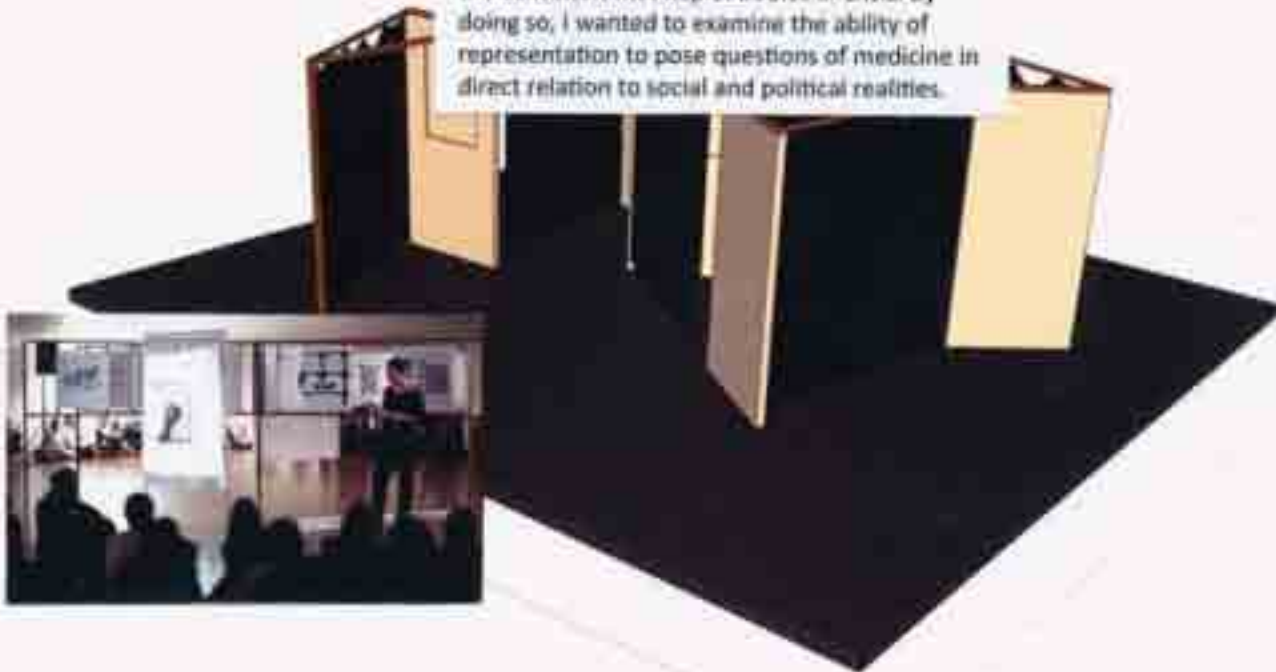 doing so, I wanted to examine the ability of
representation to pose questions of medicine in
direct relation to social and political realities.